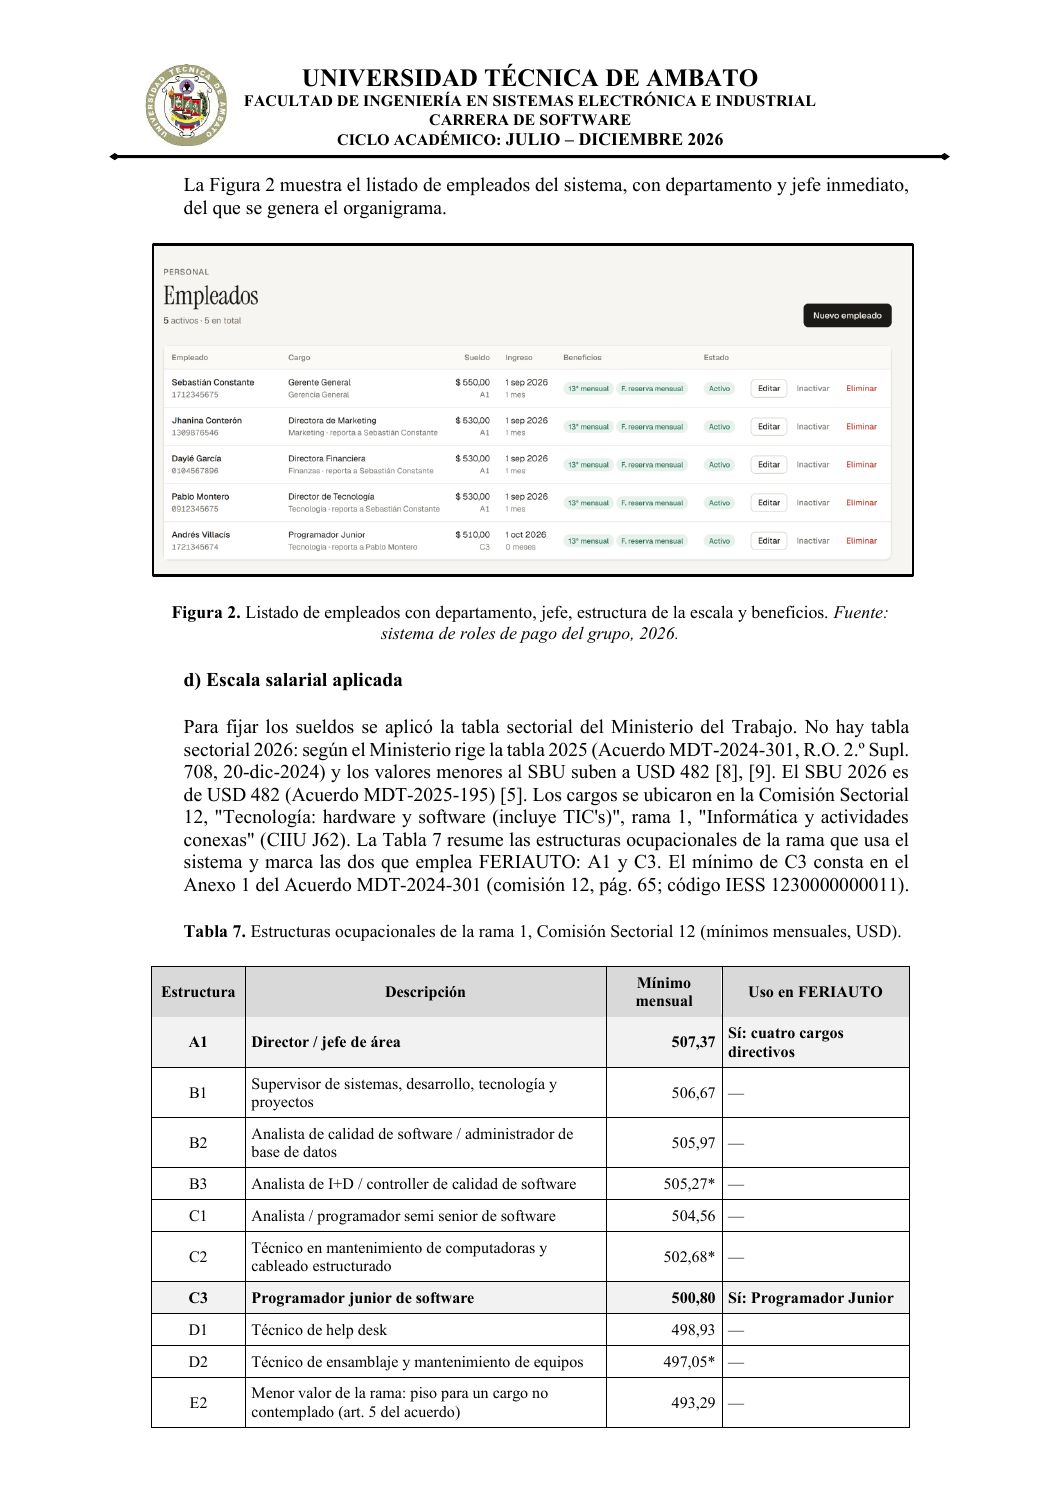 UNIVERSIDAD TÉCNICA DE AMBATO
FACULTAD DE INGENIERÍA EN SISTEMAS ELECTRÓNICA E INDUSTRIAL
CARRERA DE SOFTWARE
CICLO ACADÉMICO: JULIO – DICIEMBRE 2026
La Figura 2 muestra el listado de empleados del sistema, con departamento y jefe inmediato,
del que se genera el organigrama.
PERSONAL
Empleados
5 activos · 5 en total
Nuevo empleado
Empleado Cargo Sueldo Ingreso Beneficios Estado
Sebastián Constante Gerente General $ 550,00 1 sep 2026 13° mensual F. reserva mensual Activo Editar Inactivar Eliminar
1712345675 Gerencia General A1 1 mes
Jhanina Conterón Directora de Marketing $ 530,00 1 sep 2026 13° mensual F. reserva mensual Activo Editar Inactivar Eliminar
1309876546 Marketing · reporta a Sebastián Constante A1 1 mes
Daylé García Directora Financiera $ 530,00 1 sep 2026 13° mensual F. reserva mensual Activo Editar Inactivar Eliminar
0104567896 Finanzas · reporta a Sebastián Constante A1 1 mes
Pablo Montero Director de Tecnología $ 530,00 1 sep 2026 13° mensual F. reserva mensual Activo Editar Inactivar Eliminar
0912345675 Tecnología · reporta a Sebastián Constante A1 1 mes
Andrés Villacís Programador Junior $ 510,00 1 oct 2026 13° mensual F. reserva mensual Activo Editar Inactivar Eliminar
1721345674 Tecnología · reporta a Pablo Montero C3 0 meses
Figura 2. Listado de empleados con departamento, jefe, estructura de la escala y beneficios. Fuente:
sistema de roles de pago del grupo, 2026.
d) Escala salarial aplicada
Para fijar los sueldos se aplicó la tabla sectorial del Ministerio del Trabajo. No hay tabla
sectorial 2026: según el Ministerio rige la tabla 2025 (Acuerdo MDT-2024-301, R.O. 2.º Supl.
708, 20-dic-2024) y los valores menores al SBU suben a USD 482 [8], [9]. El SBU 2026 es
de USD 482 (Acuerdo MDT-2025-195) [5]. Los cargos se ubicaron en la Comisión Sectorial
12, "Tecnología: hardware y software (incluye TIC's)", rama 1, "Informática y actividades
conexas" (CIIU J62). La Tabla 7 resume las estructuras ocupacionales de la rama que usa el
sistema y marca las dos que emplea FERIAUTO: A1 y C3. El mínimo de C3 consta en el
Anexo 1 del Acuerdo MDT-2024-301 (comisión 12, pág. 65; código IESS 1230000000011).
Tabla 7. Estructuras ocupacionales de la rama 1, Comisión Sectorial 12 (mínimos mensuales, USD).
Estructura Descripción Mínimo mensual Uso en FERIAUTO
A1 Director / jefe de área 507,37 Sí: cuatro cargos directivos
B1 Supervisor de sistemas, desarrollo, tecnología y proyectos 506,67 —
B2 Analista de calidad de software / administrador de base de datos 505,97 —
B3 Analista de I+D / controller de calidad de software 505,27* —
C1 Analista / programador semi senior de software 504,56 —
C2 Técnico en mantenimiento de computadoras y cableado estructurado 502,68* —
C3 Programador junior de software 500,80 Sí: Programador Junior
D1 Técnico de help desk 498,93 —
D2 Técnico de ensamblaje y mantenimiento de equipos 497,05* —
E2 Menor valor de la rama: piso para un cargo no contemplado (art. 5 del acuerdo) 493,29 —